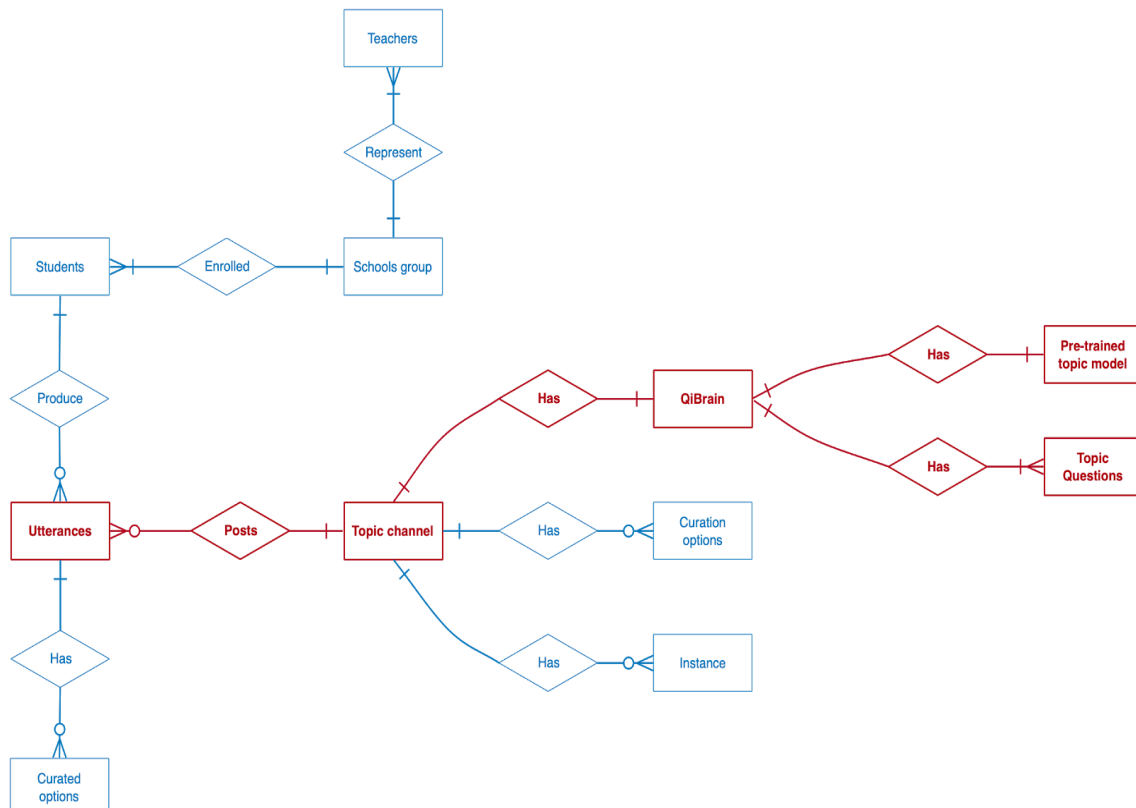 Teachers
Represent
Students
Enrolled
Schools group
Produce
Has
QiBrain
Has
Pre-trained
topic model
Has
Topic
Questions
Utterances
Posts
Topic channel
Has
Curation
options
Has
Has
Instance
Curated
options